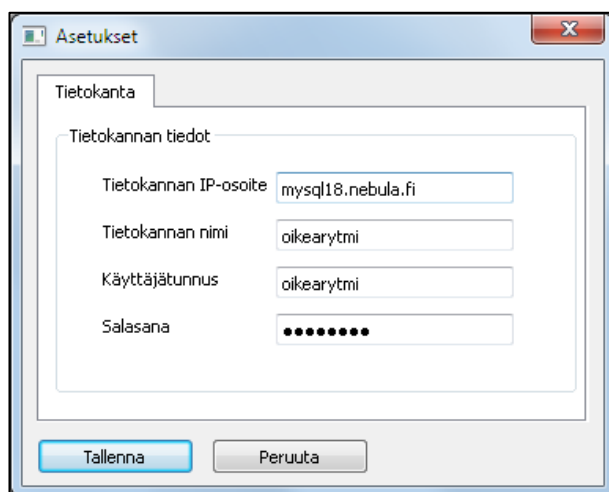 Asetukset
Tietokanta
Tietokannan tiedot
Tietokannan IP-osoite mysql18.nebula.fi
Tietokannan nimi oikearytmi
Käyttäjätunnus oikearytmi
Salasana ●●●●●●●●
Tallenna Peruuta